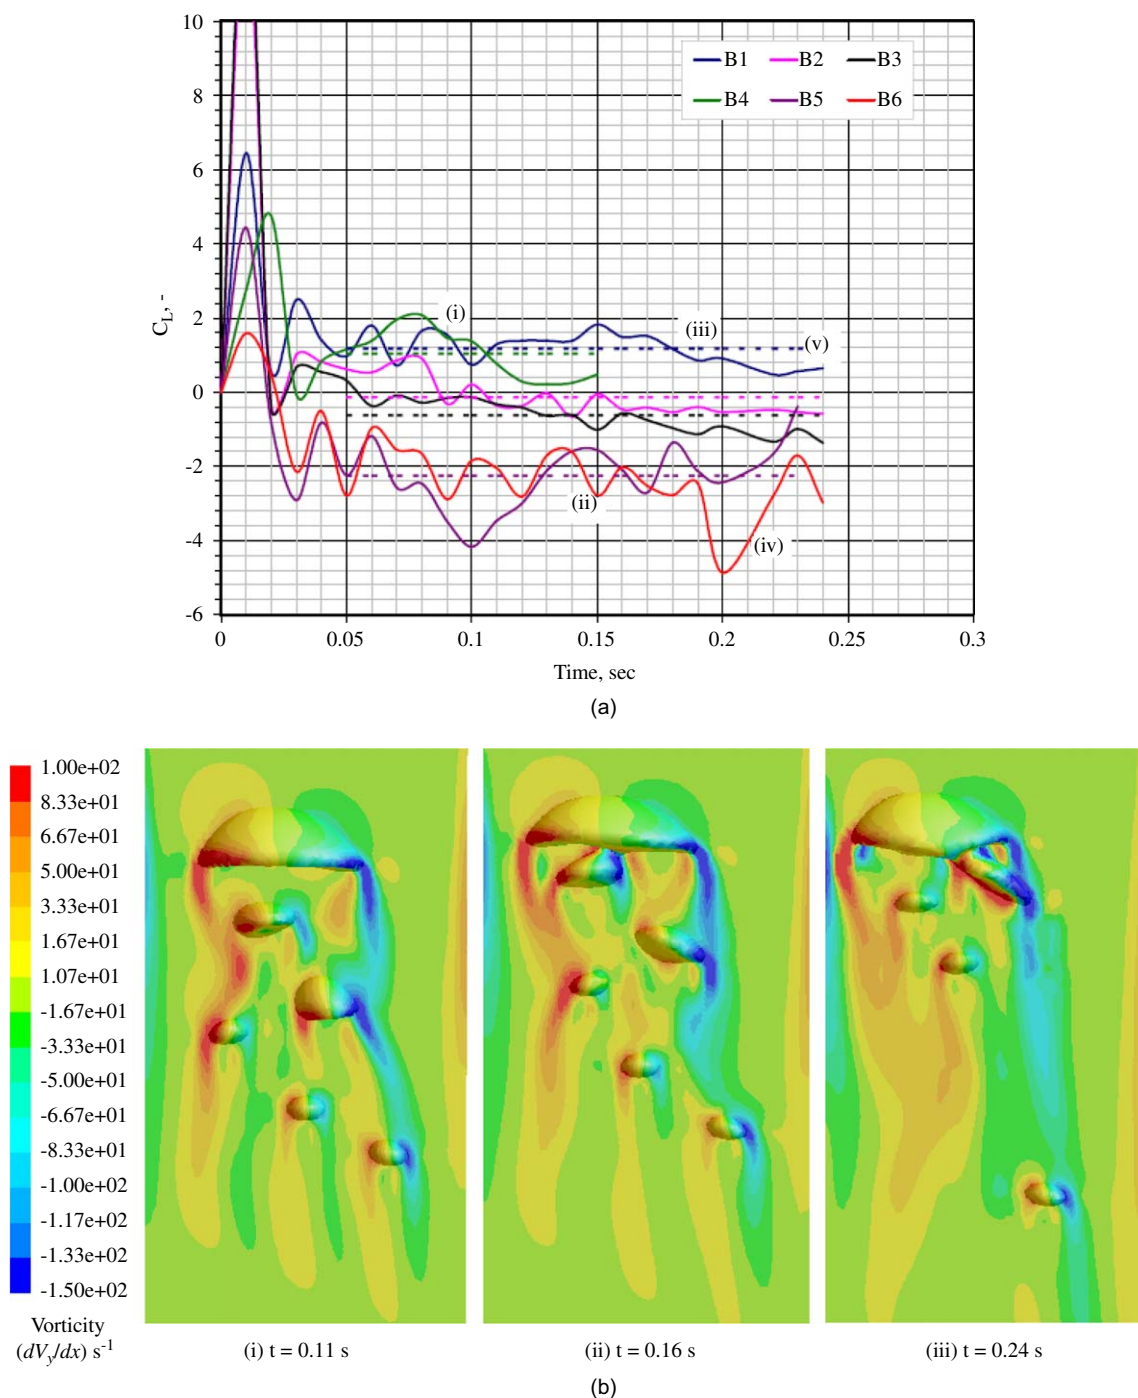 10
8
6
4
2
0
-2
-4
-6
C_L, -
B1 B2 B3
B4 B5 B6
(i)
(iii)
(v)
(ii)
(iv)
0 0.05 0.1 0.15 0.2 0.25 0.3
Time, sec
(a)
1.00e+02
8.33e+01
6.67e+01
5.00e+01
3.33e+01
1.67e+01
1.07e+01
-1.67e+01
-3.33e+01
-5.00e+01
-6.67e+01
-8.33e+01
-1.00e+02
-1.17e+02
-1.33e+02
-1.50e+02
Vorticity
(dV_y/dx) s⁻¹
(i) t = 0.11 s (ii) t = 0.16 s (iii) t = 0.24 s
(b)